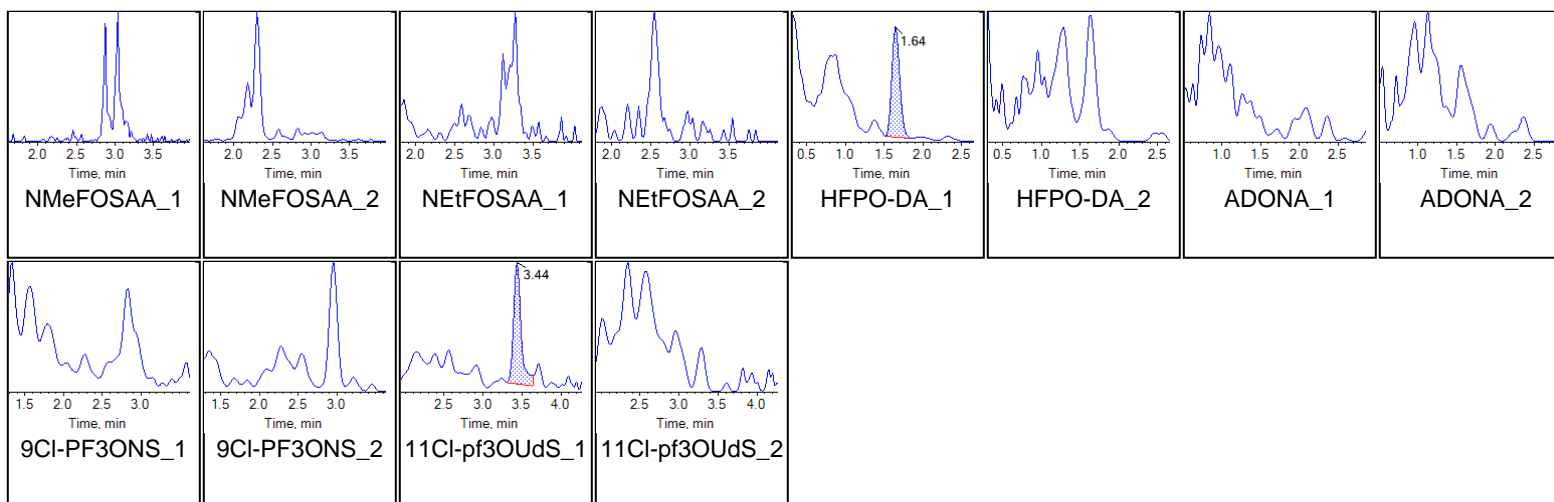 1.64
2.0 3.0 3.5
2.0 2.5 3.0 3.5
2.0 2.5 3.0 3.5
2.0 2.5 3.0 3.5
0.5 1.0 1.5 2.0 2.5
0.5 1.0 1.5 2.0 2.5
1.0 1.5 2.0 2.5
1.0 1.5 2.0 2.5
Time, min Time, min Time, min Time, min Time, min Time, min Time, min Time, min
NMeFOSAA_1 NMeFOSAA_2 NEtFOSAA_1 NEtFOSAA_2 HFPO-DA_1 HFPO-DA_2 ADONA_1 ADONA_2
3.44
1.5 2.0 2.5 3.0
1.5 2.0 2.5 3.0
2.5 3.0 3.5 4.0
2.5 3.0 3.5 4.0
Time, min Time, min Time, min Time, min
9Cl-PF3ONS_1 9Cl-PF3ONS_2 11Cl-pf3OUdS_1 11Cl-pf3OUdS_2